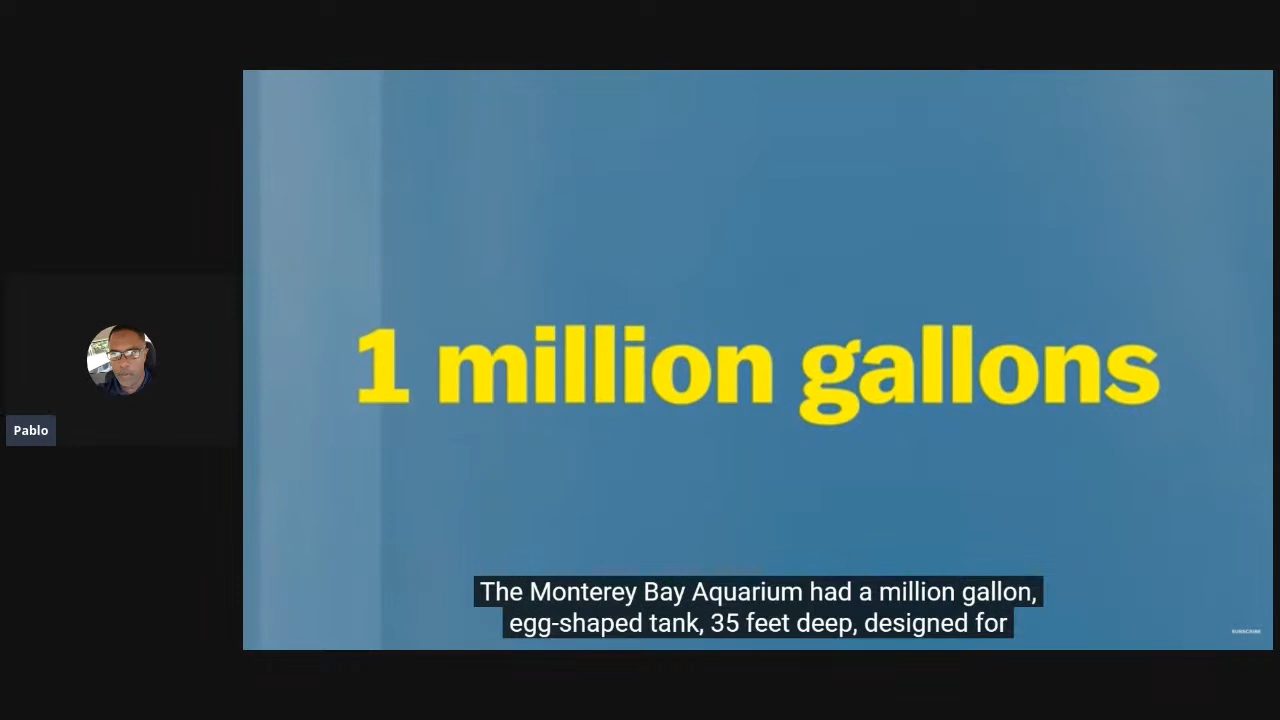 1 million gallons
The Monterey Bay Aquarium had a million gallon,
egg-shaped tank, 35 feet deep, designed for
SUBSCRIBE
Pablo